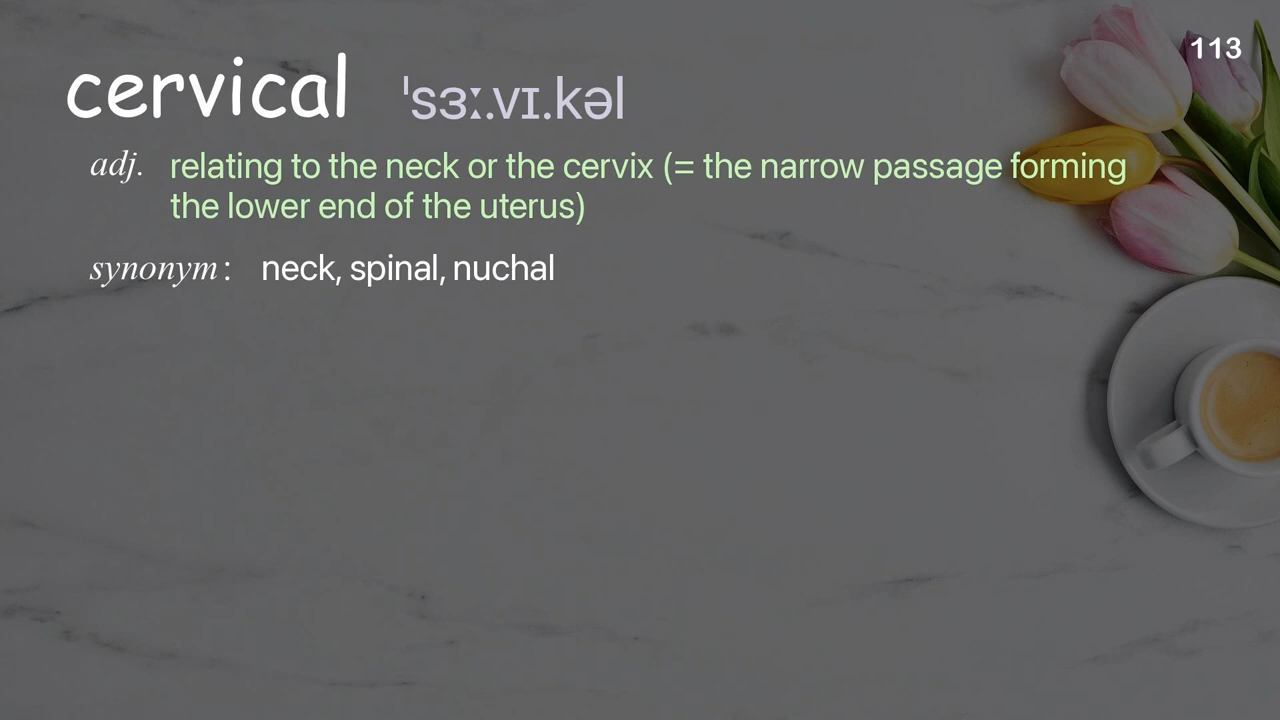 113
cervical ˈsɜː.vɪ.kəl
adj. relating to the neck or the cervix (= the narrow passage forming
the lower end of the uterus)
synonym: neck, spinal, nuchal